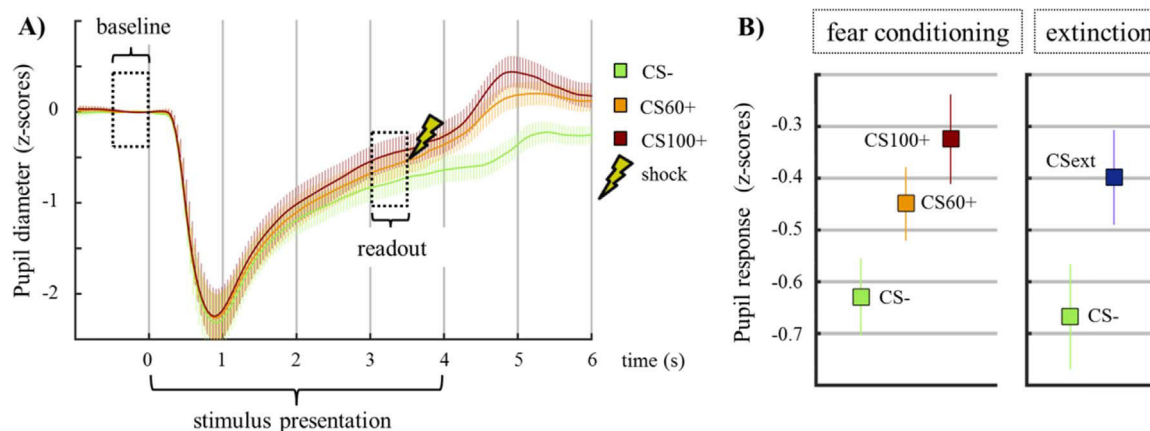 A)
baseline
Pupil diameter (z-scores)
0
-1
-2
0 1 2 3 4 5 6 time (s)
readout
stimulus presentation
CS-
CS60+
CS100+
shock
B)
fear conditioning
extinction
Pupil response (z-scores)
-0.3
-0.4
-0.5
-0.6
-0.7
CS100+
CS60+
CS-
CSext
CS-